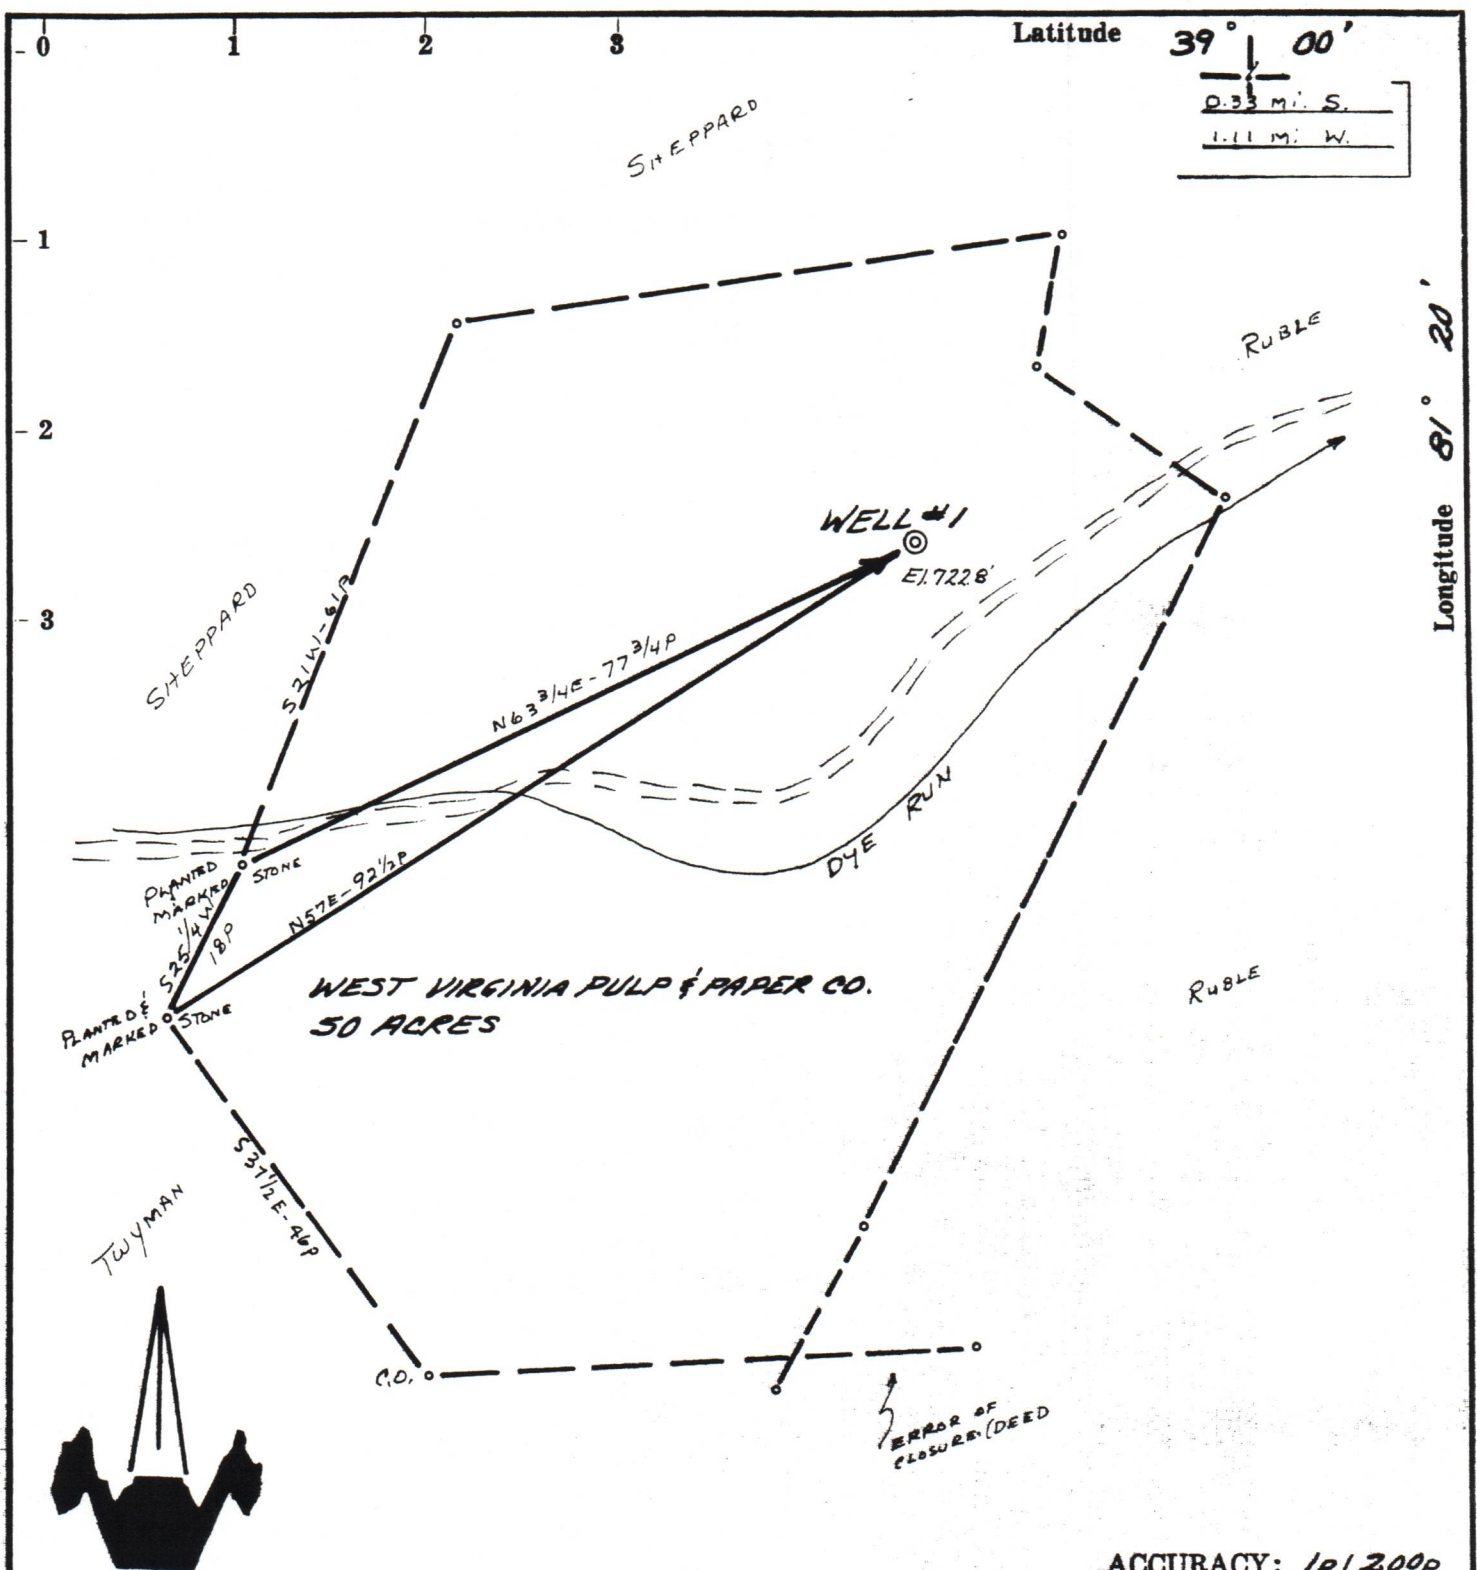 0 1 2 3
Latitude 39° 00'
0.33 mi. S.
1.11 mi. W.
SHEPPARD
1
2
3
RUBLE
Longitude 81° 20'
WELL #1
El. 722.8'
SHEPPARD
S21W-61P
N63 3/4E-77 3/4P
DYE RUN
PLANTED
MARKED
STONE
S25 1/4W
18P
N57E-92 1/2P
WEST VIRGINIA PULP & PAPER CO.
50 ACRES
PLANTED &
MARKED
STONE
RUBLE
S37 1/2E-46P
TWYMAN
C.O.
ERROR OF
CLOSURE (DEED
ACCURACY: 1P/200P